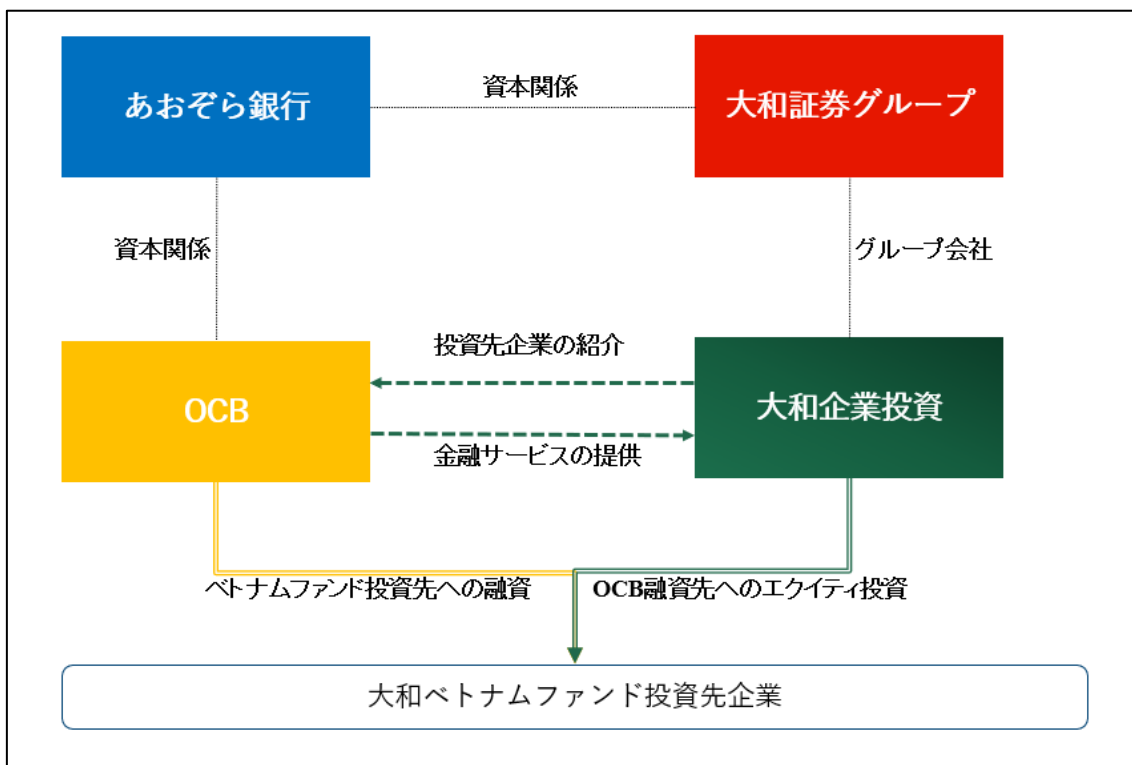 あおぞら銀行
資本関係
大和証券グループ
資本関係
グループ会社
投資先企業の紹介
OCB
大和企業投資
金融サービスの提供
ベトナムファンド投資先への融資
OCB融資先へのエクイティ投資
大和ベトナムファンド投資先企業